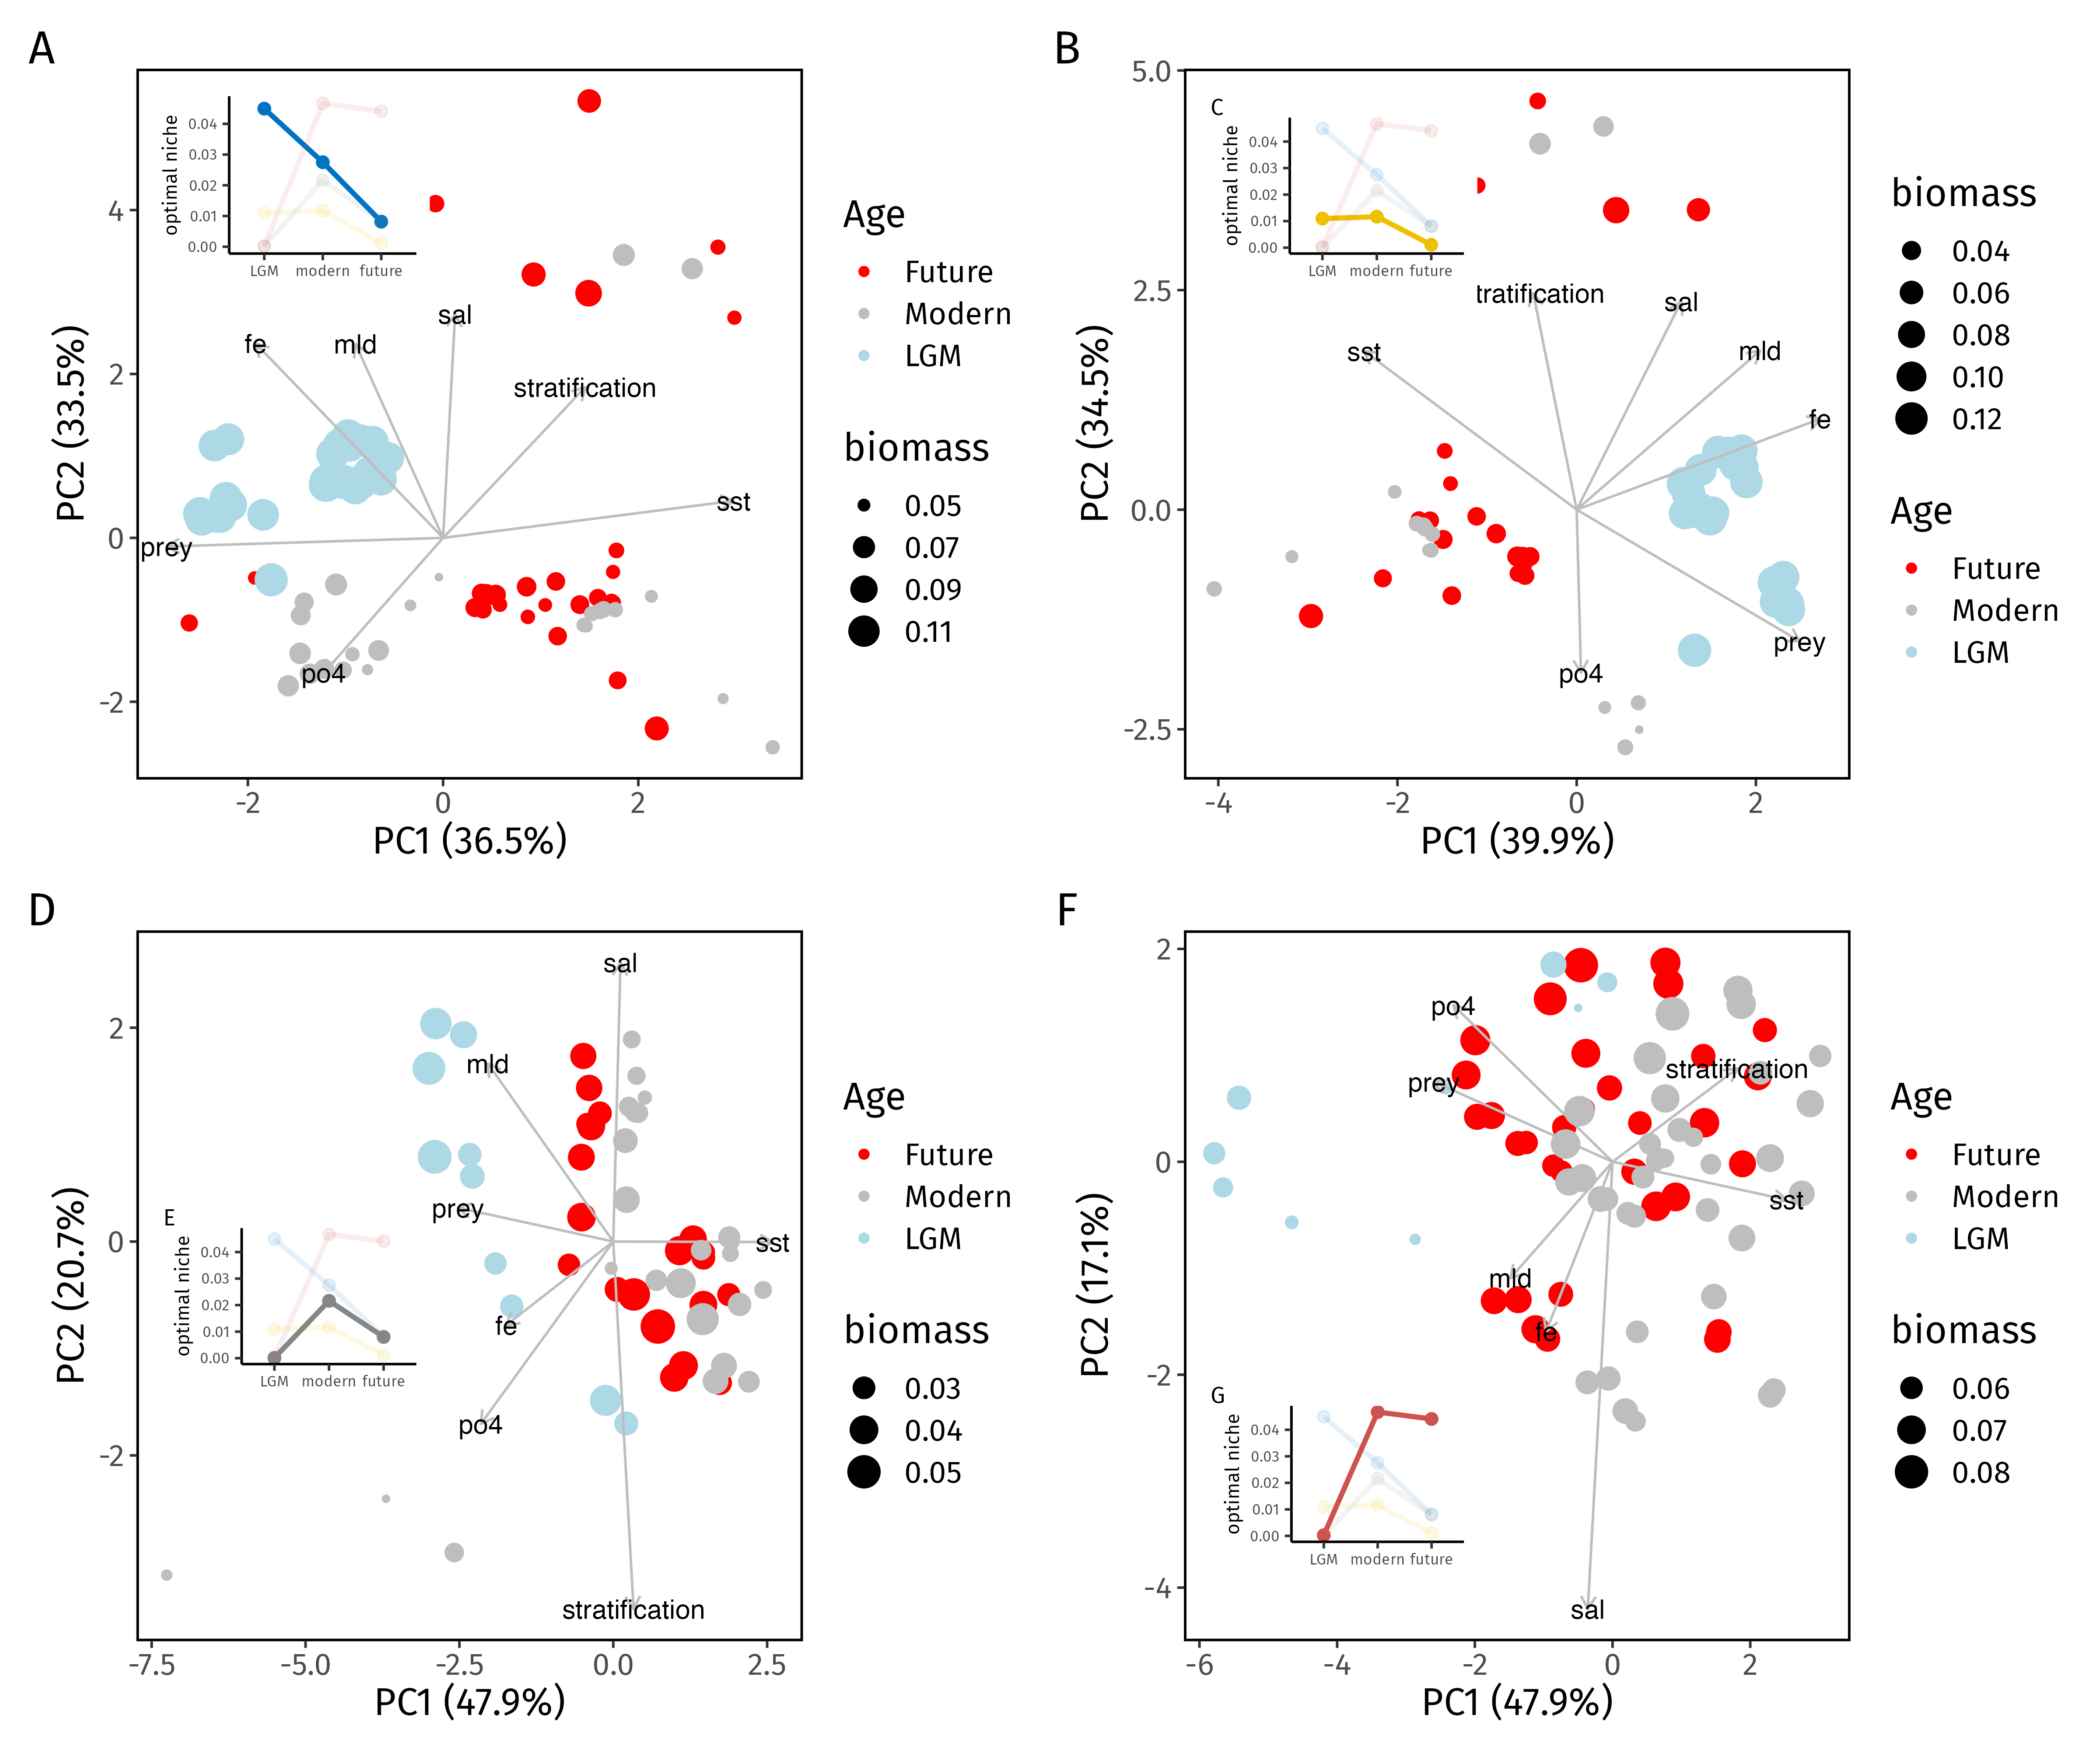 A
optimal niche
0.04
0.03
0.02
0.01
0.00
LGM modern future
4
2
0
-2
PC2 (33.5%)
fe
mld
sal
stratification
sst
prey
po4
-2 0 2
PC1 (36.5%)
Age
Future
Modern
LGM
biomass
0.05
0.07
0.09
0.11
B
5.0
2.5
0.0
-2.5
PC2 (34.5%)
C
optimal niche
0.04
0.03
0.02
0.01
0.00
LGM modern future
tratification
sal
sst
mld
fe
prey
po4
-4 -2 0 2
PC1 (39.9%)
biomass
0.04
0.06
0.08
0.10
0.12
Age
Future
Modern
LGM
D
2
0
-2
PC2 (20.7%)
sal
mld
prey
sst
fe
po4
stratification
E
optimal niche
0.04
0.03
0.02
0.01
0.00
LGM modern future
-7.5 -5.0 -2.5 0.0 2.5
PC1 (47.9%)
Age
Future
Modern
LGM
biomass
0.03
0.04
0.05
F
2
0
-2
-4
PC2 (17.1%)
po4
stratification
prey
sst
mld
fe
sal
G
optimal niche
0.04
0.03
0.02
0.01
0.00
LGM modern future
-6 -4 -2 0 2
PC1 (47.9%)
Age
Future
Modern
LGM
biomass
0.06
0.07
0.08